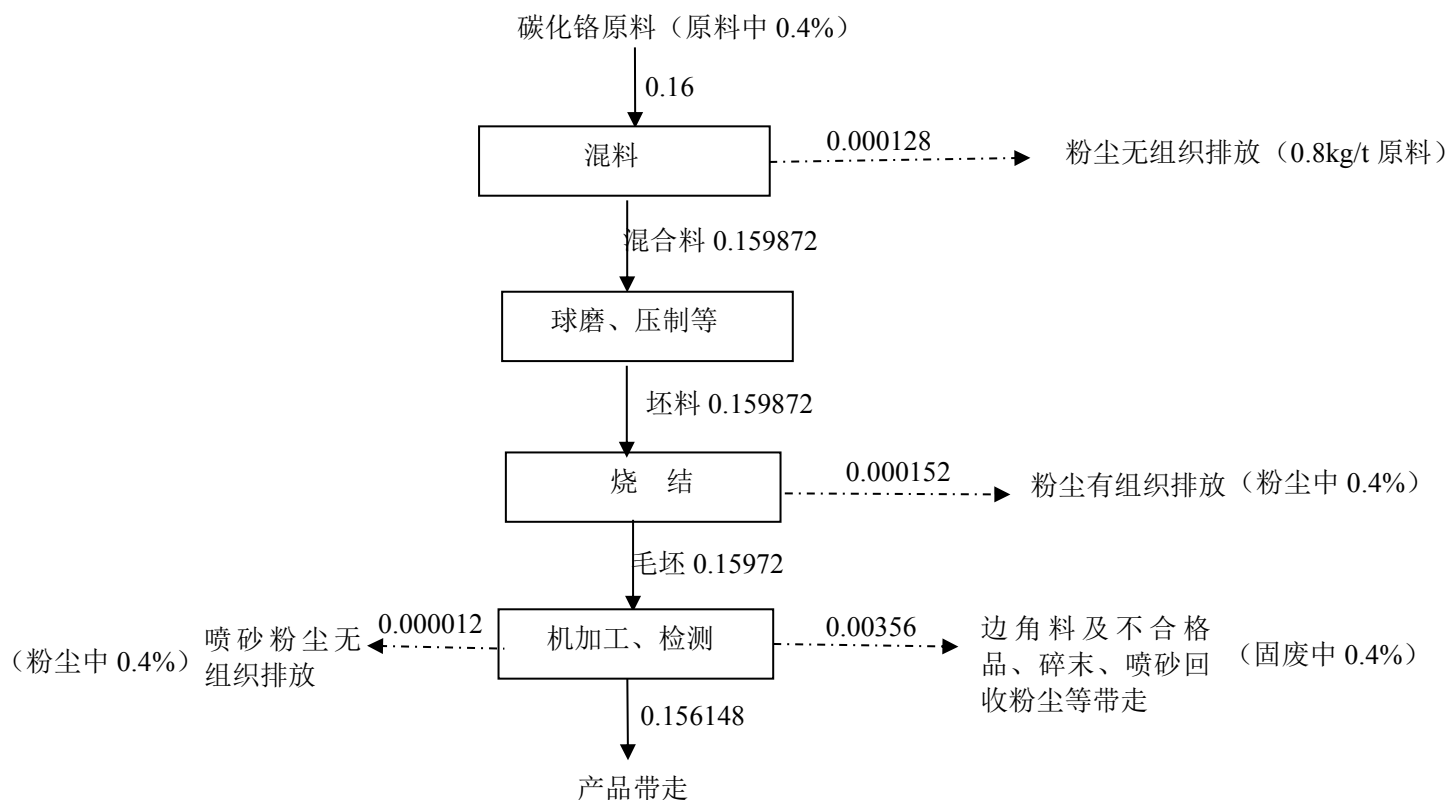 碳化铬原料（原料中 0.4%）
0.16
混料
0.000128
粉尘无组织排放（0.8kg/t 原料）
混合料 0.159872
球磨、压制等
坯料 0.159872
烧 结
0.000152
粉尘有组织排放（粉尘中 0.4%）
毛坯 0.15972
（粉尘中 0.4%）
喷砂粉尘无
组织排放
0.000012
机加工、检测
0.00356
边角料及不合格
品、碎末、喷砂回
收粉尘等带走
（固废中 0.4%）
0.156148
产品带走